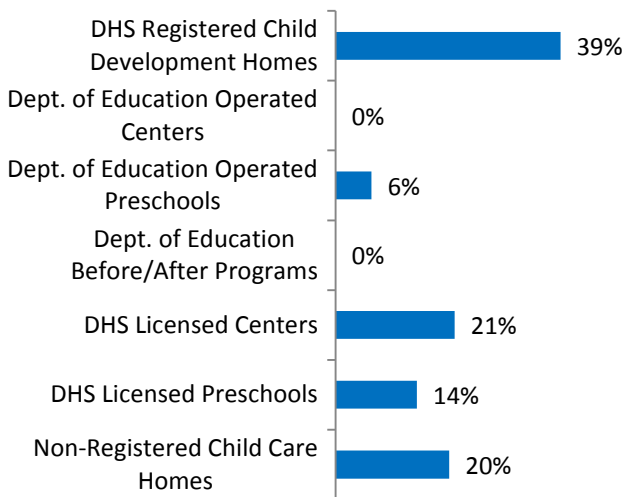 DHS Registered Child
Development Homes
39%
Dept. of Education Operated
Centers
0%
Dept. of Education Operated
Preschools
6%
Dept. of Education
Before/After Programs
0%
DHS Licensed Centers
21%
DHS Licensed Preschools
14%
Non-Registered Child Care
Homes
20%